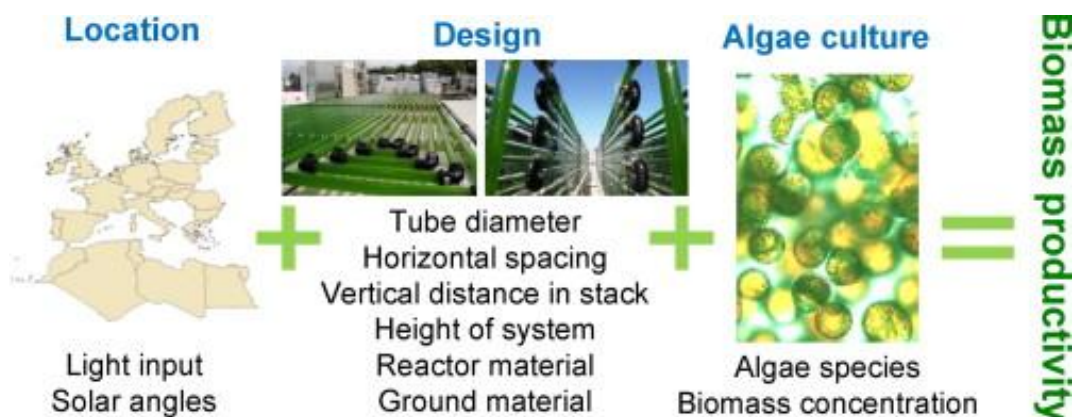 Location
Light input
Solar angles
Design
Tube diameter
Horizontal spacing
Vertical distance in stack
Height of system
Reactor material
Ground material
Algae culture
Algae species
Biomass concentration
Biomass productivity